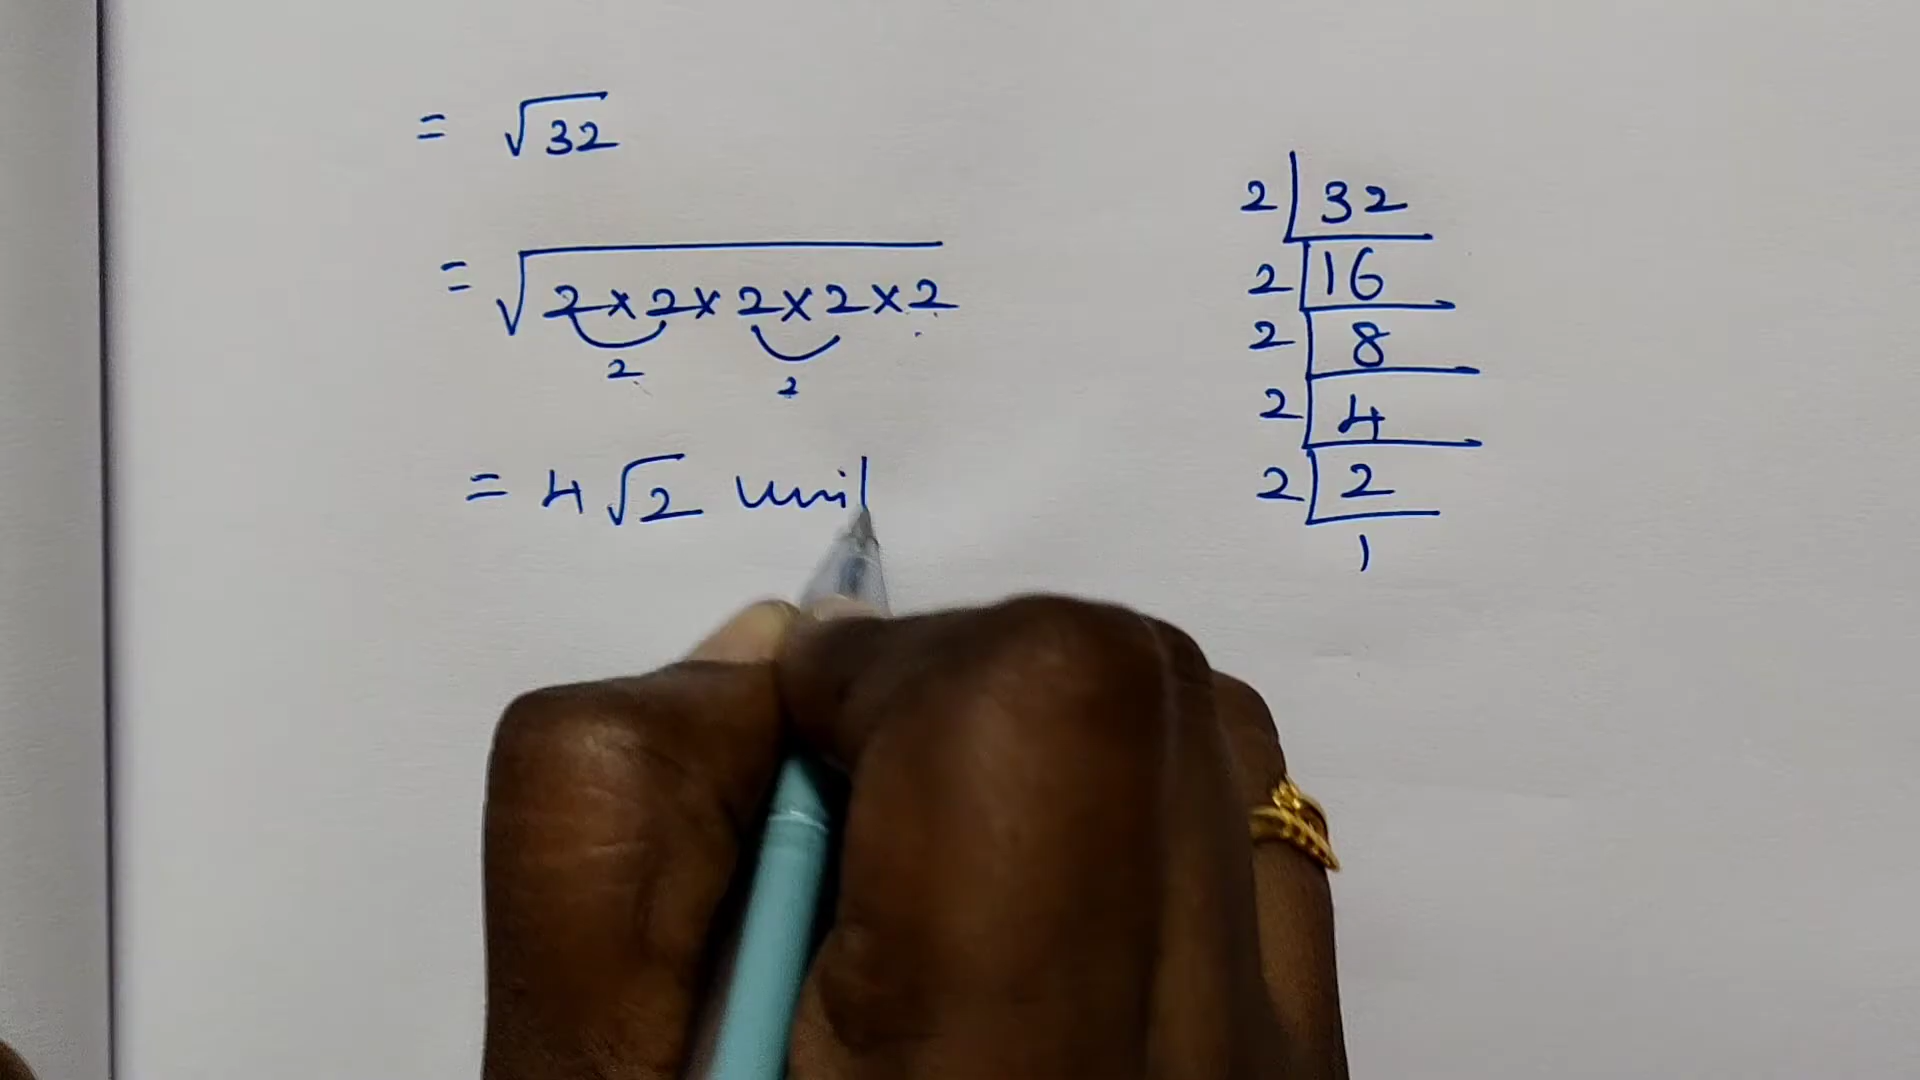 = √32
= √2×2×2×2×2
2 2
= 4√2 unit
2 | 32
2 | 16
2 | 8
2 | 4
2 | 2
1